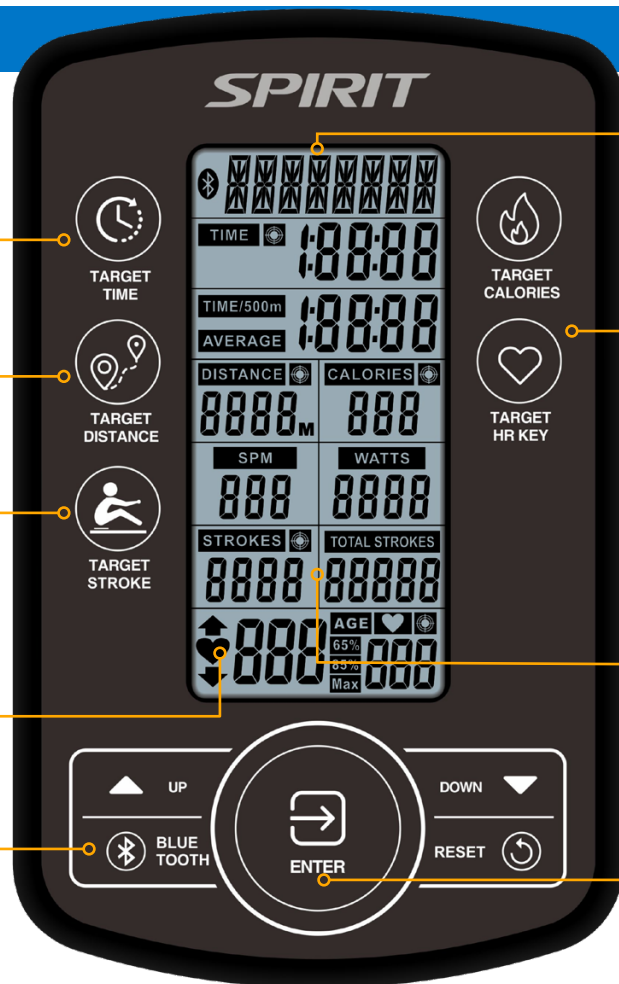 SPIRIT
TIME
1:88:88
TIME/500m
AVERAGE
1:88:88
DISTANCE
CALORIES
8888M
888
SPM
WATTS
888
8888
STROKES
TOTAL STROKES
8888
88888
888
AGE
65%
85%
Max
888
TARGET
TIME
TARGET
DISTANCE
TARGET
STROKE
TARGET
CALORIES
TARGET
HR KEY
UP
DOWN
BLUE
TOOTH
ENTER
RESET